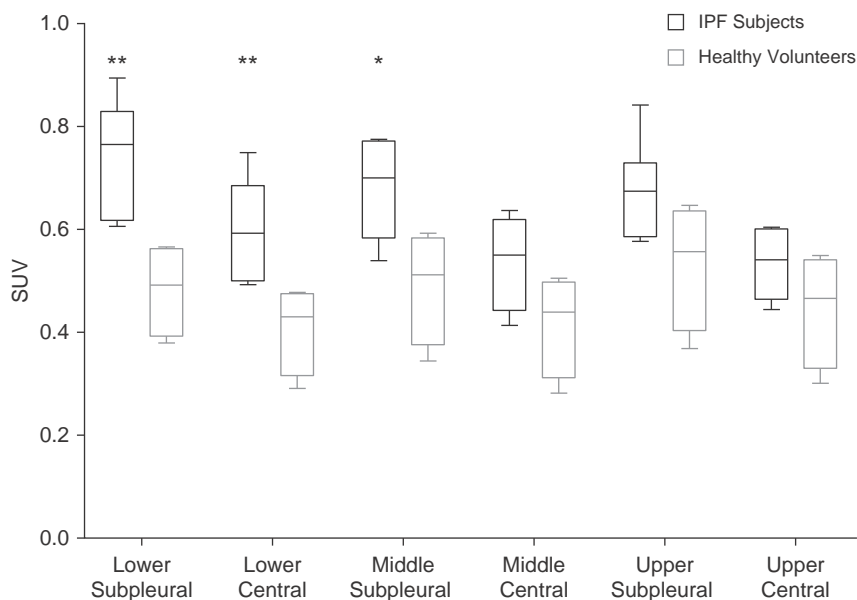 1.0
IPF Subjects
Healthy Volunteers
** ** *
0.8
0.6
SUV
0.4
0.2
0.0
Lower Subpleural
Lower Central
Middle Subpleural
Middle Central
Upper Subpleural
Upper Central